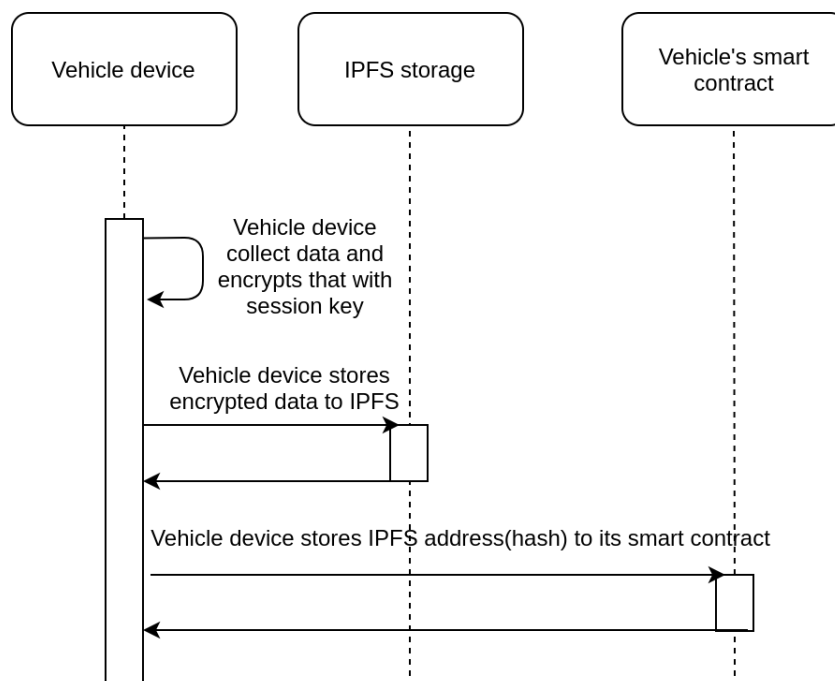 Vehicle device
IPFS storage
Vehicle's smart
contract
Vehicle device
collect data and
encrypts that with
session key
Vehicle device stores
encrypted data to IPFS
Vehicle device stores IPFS address(hash) to its smart contract